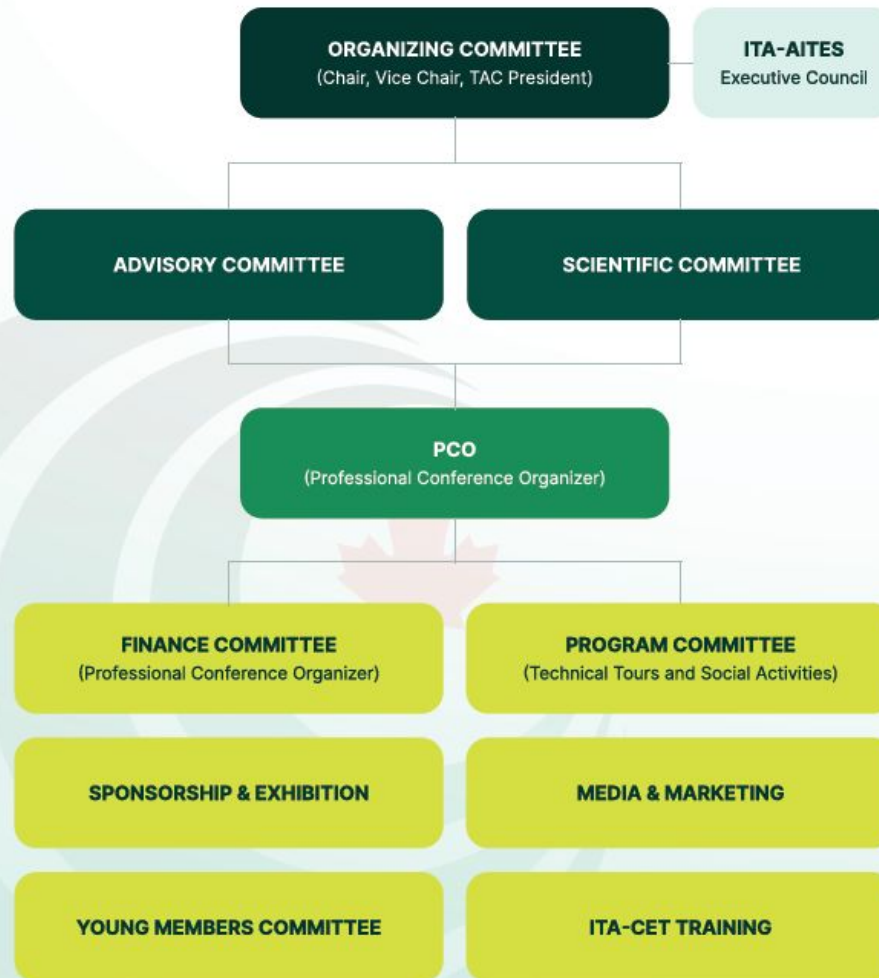 ORGANIZING COMMITTEE
(Chair, Vice Chair, TAC President)
ITA-AITES
Executive Council
ADVISORY COMMITTEE
SCIENTIFIC COMMITTEE
PCO
(Professional Conference Organizer)
FINANCE COMMITTEE
(Professional Conference Organizer)
PROGRAM COMMITTEE
(Technical Tours and Social Activities)
SPONSORSHIP & EXHIBITION
MEDIA & MARKETING
YOUNG MEMBERS COMMITTEE
ITA-CET TRAINING